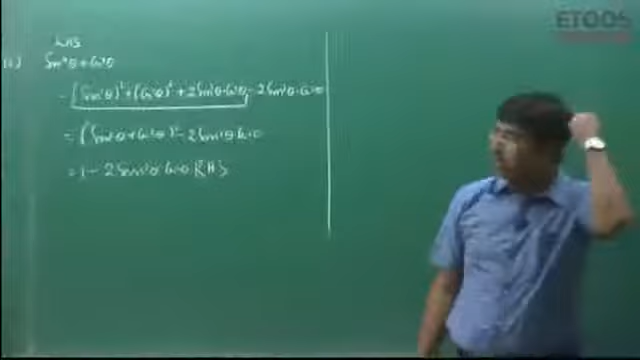 ETOOS
LHS
Sin⁴θ + Cos⁴θ
= (Sin²θ)² + (Cos²θ)² + 2Sin²θ·Cos²θ - 2Sin²θ·Cos²θ
= (Sin²θ + Cos²θ)² - 2Sin²θ·Cos²θ
= 1 - 2Sin²θ·Cos²θ RHS